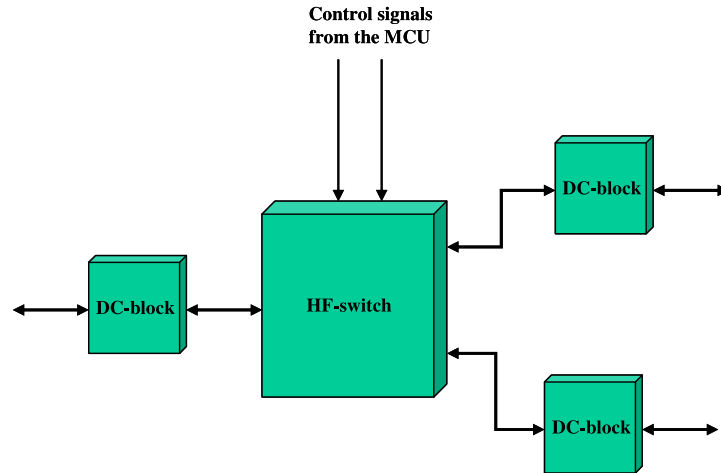 Control signals
from the MCU
DC-block
DC-block
HF-switch
DC-block